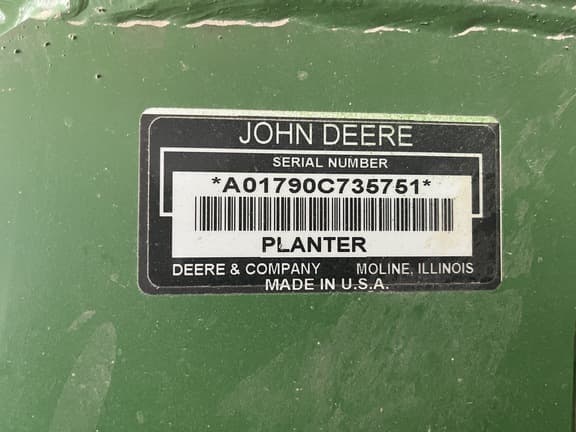 JOHN DEERE
SERIAL NUMBER
*A01790C735751*
PLANTER
DEERE & COMPANY MOLINE, ILLINOIS
MADE IN U.S.A.